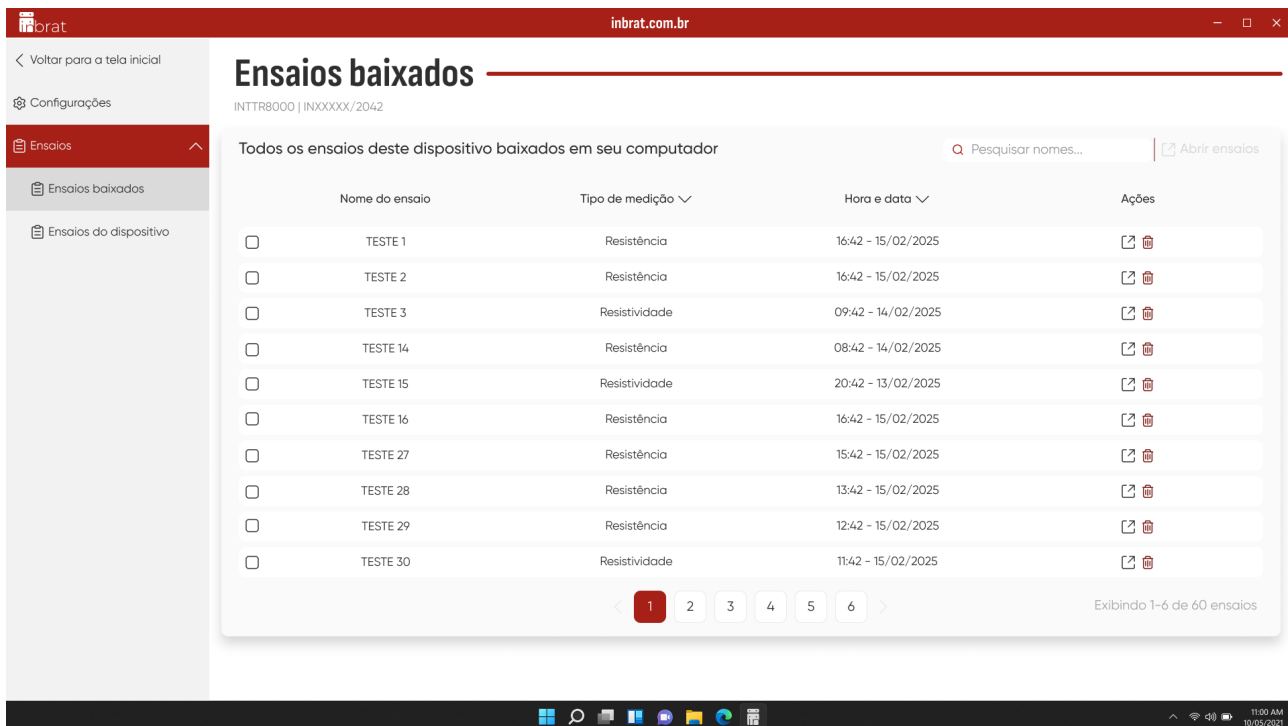 inbrat
inbrat.com.br
Voltar para a tela inicial
Configurações
Ensaios
Ensaios baixados
Ensaios do dispositivo
Ensaios baixados
INTTR8000 | INXXXXX/2042
Todos os ensaios deste dispositivo baixados em seu computador
Pesquisar nomes...
Abrir ensaios
Nome do ensaio Tipo de medição Hora e data Ações
TESTE 1 Resistência 16:42 - 15/02/2025
TESTE 2 Resistência 16:42 - 15/02/2025
TESTE 3 Resistividade 09:42 - 14/02/2025
TESTE 14 Resistência 08:42 - 14/02/2025
TESTE 15 Resistividade 20:42 - 13/02/2025
TESTE 16 Resistência 16:42 - 15/02/2025
TESTE 27 Resistência 15:42 - 15/02/2025
TESTE 28 Resistência 13:42 - 15/02/2025
TESTE 29 Resistência 12:42 - 15/02/2025
TESTE 30 Resistividade 11:42 - 15/02/2025
1 2 3 4 5 6
Exibindo 1-6 de 60 ensaios
11:00 AM
10/05/2021